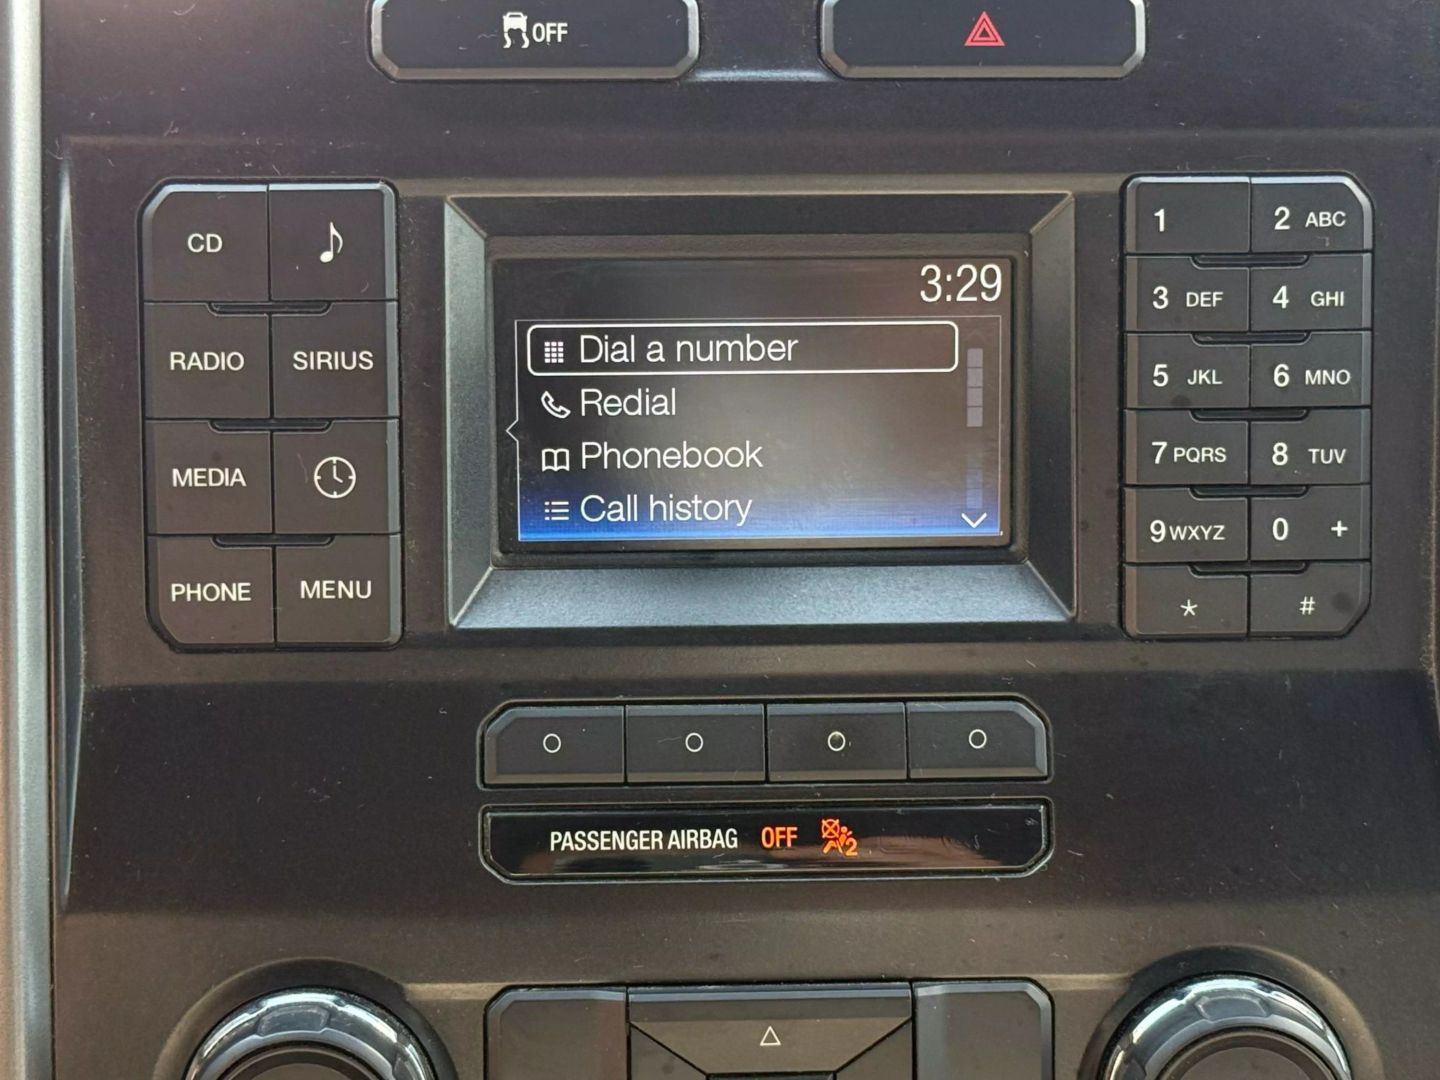 OFF
CD
RADIO SIRIUS
MEDIA
PHONE MENU
3:29
Dial a number
Redial
Phonebook
Call history
1 2 ABC
3 DEF 4 GHI
5 JKL 6 MNO
7 PQRS 8 TUV
9 WXYZ 0 +
* #
PASSENGER AIRBAG OFF 2